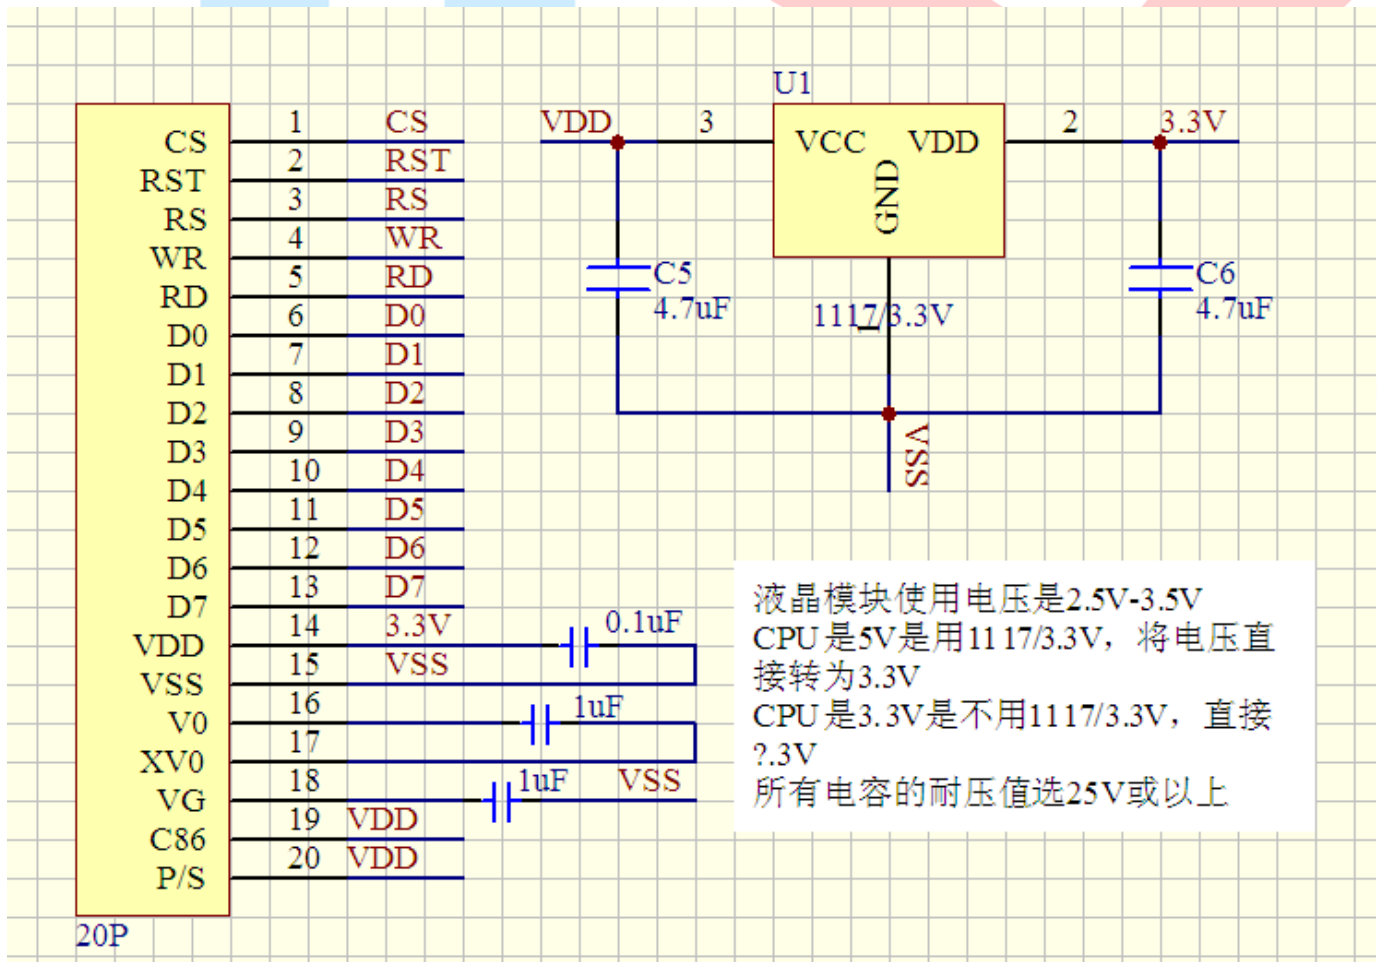 U1
CS 1 CS
RST 2 RST
RS 3 RS
WR 4 WR
RD 5 RD
D0 6 D0
D1 7 D1
D2 8 D2
D3 9 D3
D4 10 D4
D5 11 D5
D6 12 D6
D7 13 D7
VDD 14 3.3V 0.1uF
VSS 15 VSS
V0 16 1uF
XV0 17
VG 18 1uF VSS
C86 19 VDD
P/S 20 VDD
20P
VDD 3 VCC VDD 2 3.3V
GND
C5
4.7uF
1117/3.3V
1
C6
4.7uF
VSS
液晶模块使用电压是2.5V-3.5V
CPU是5V是用1117/3.3V，将电压直
接转为3.3V
CPU是3.3V是不用1117/3.3V，直接
?.3V
所有电容的耐压值选25V或以上